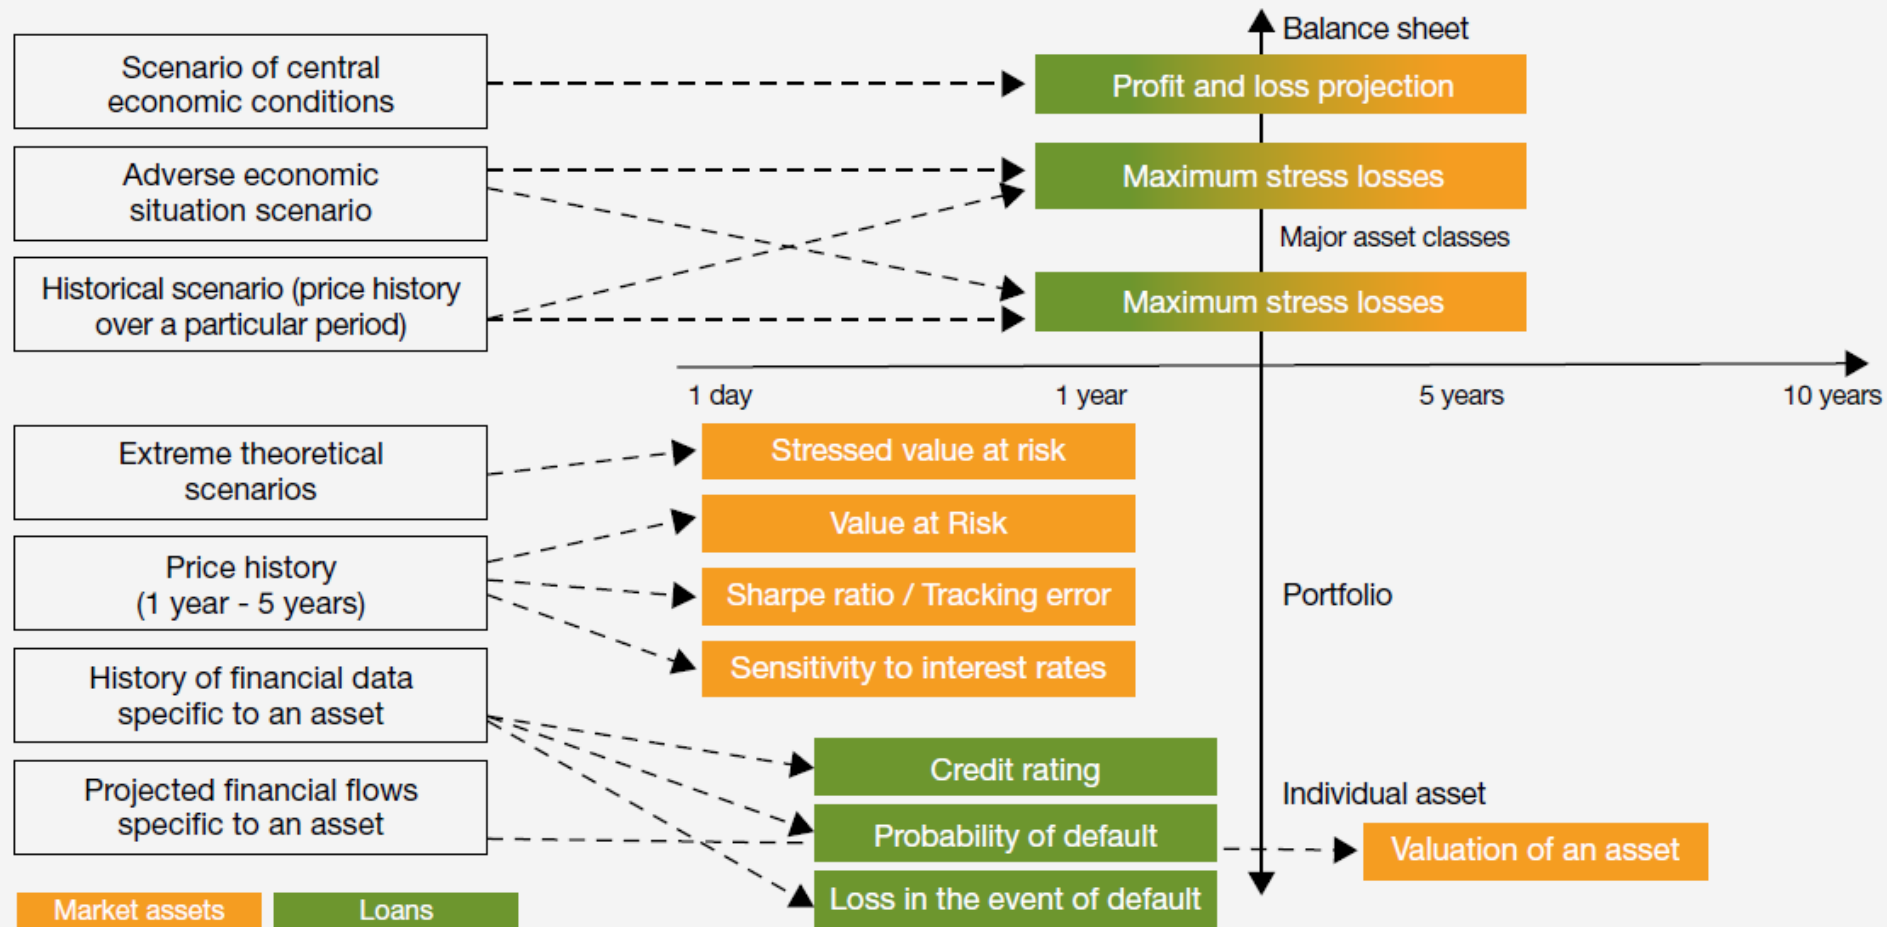 Balance sheet
Scenario of central
economic conditions
Profit and loss projection
Adverse economic
situation scenario
Maximum stress losses
Major asset classes
Historical scenario (price history
over a particular period)
Maximum stress losses
1 day
1 year
5 years
10 years
Extreme theoretical
scenarios
Stressed value at risk
Value at Risk
Price history
(1 year - 5 years)
Sharpe ratio / Tracking error
Portfolio
Sensitivity to interest rates
History of financial data
specific to an asset
Credit rating
Projected financial flows
specific to an asset
Individual asset
Probability of default
Valuation of an asset
Loss in the event of default
Market assets
Loans